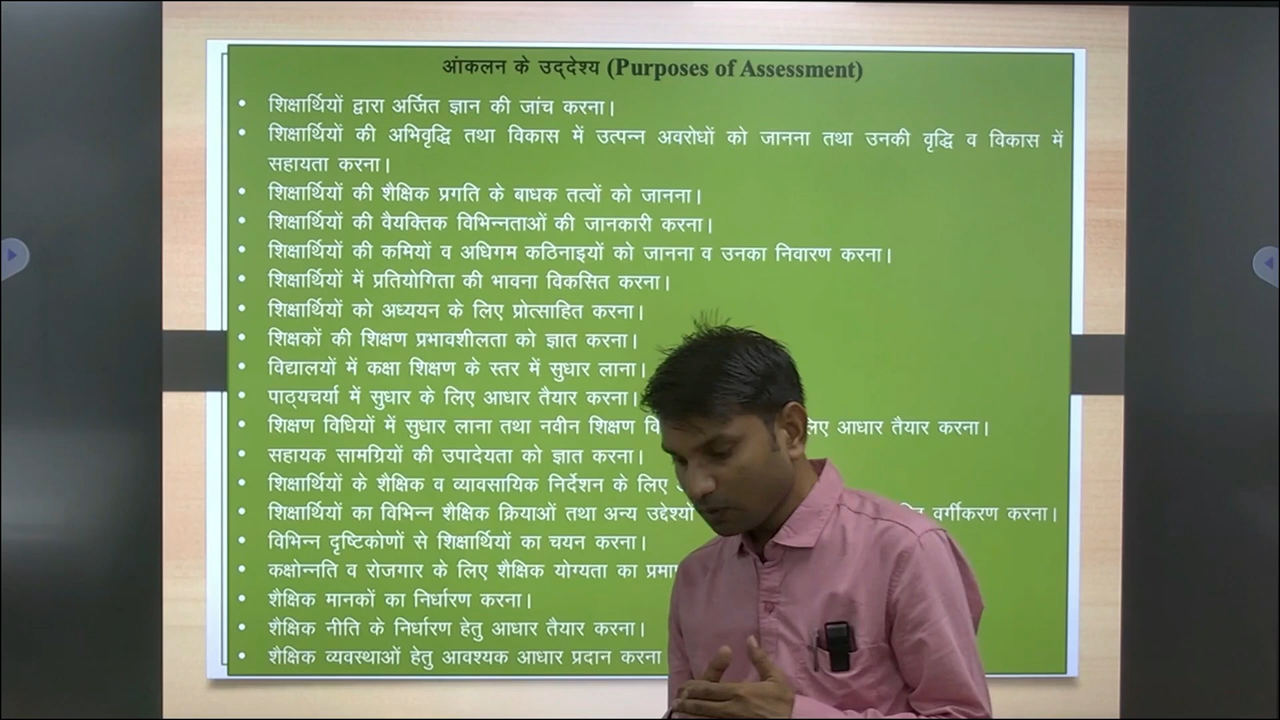 आंकलन के उद्देश्य (Purposes of Assessment)
• शिक्षार्थियों द्वारा अर्जित ज्ञान की जांच करना।
• शिक्षार्थियों की अभिवृद्धि तथा विकास में उत्पन्न अवरोधों को जानना तथा उनकी वृद्धि व विकास में
सहायता करना।
• शिक्षार्थियों की शैक्षिक प्रगति के बाधक तत्वों को जानना।
• शिक्षार्थियों की वैयक्तिक विभिन्नताओं की जानकारी करना।
• शिक्षार्थियों की कमियों व अधिगम कठिनाइयों को जानना व उनका निवारण करना।
• शिक्षार्थियों में प्रतियोगिता की भावना विकसित करना।
• शिक्षार्थियों को अध्ययन के लिए प्रोत्साहित करना।
• शिक्षकों की शिक्षण प्रभावशीलता को ज्ञात करना।
• विद्यालयों में कक्षा शिक्षण के स्तर में सुधार लाना।
• पाठ्यचर्या में सुधार के लिए आधार तैयार करना।
• शिक्षण विधियों में सुधार लाना तथा नवीन शिक्षण लिए आधार तैयार करना।
• सहायक सामग्रियों की उपादेयता को ज्ञात करना।
• शिक्षार्थियों के शैक्षिक व व्यावसायिक निर्देशन के लिए
• शिक्षार्थियों का विभिन्न शैक्षिक क्रियाओं तथा अन्य उद्देश्यों वर्गीकरण करना।
• विभिन्न दृष्टिकोणों से शिक्षार्थियों का चयन करना।
• कक्षोन्नति व रोजगार के लिए शैक्षिक योग्यता का
• शैक्षिक मानकों का निर्धारण करना।
• शैक्षिक नीति के निर्धारण हेतु आधार तैयार करना।
• शैक्षिक व्यवस्थाओं हेतु आवश्यक आधार प्रदान करना